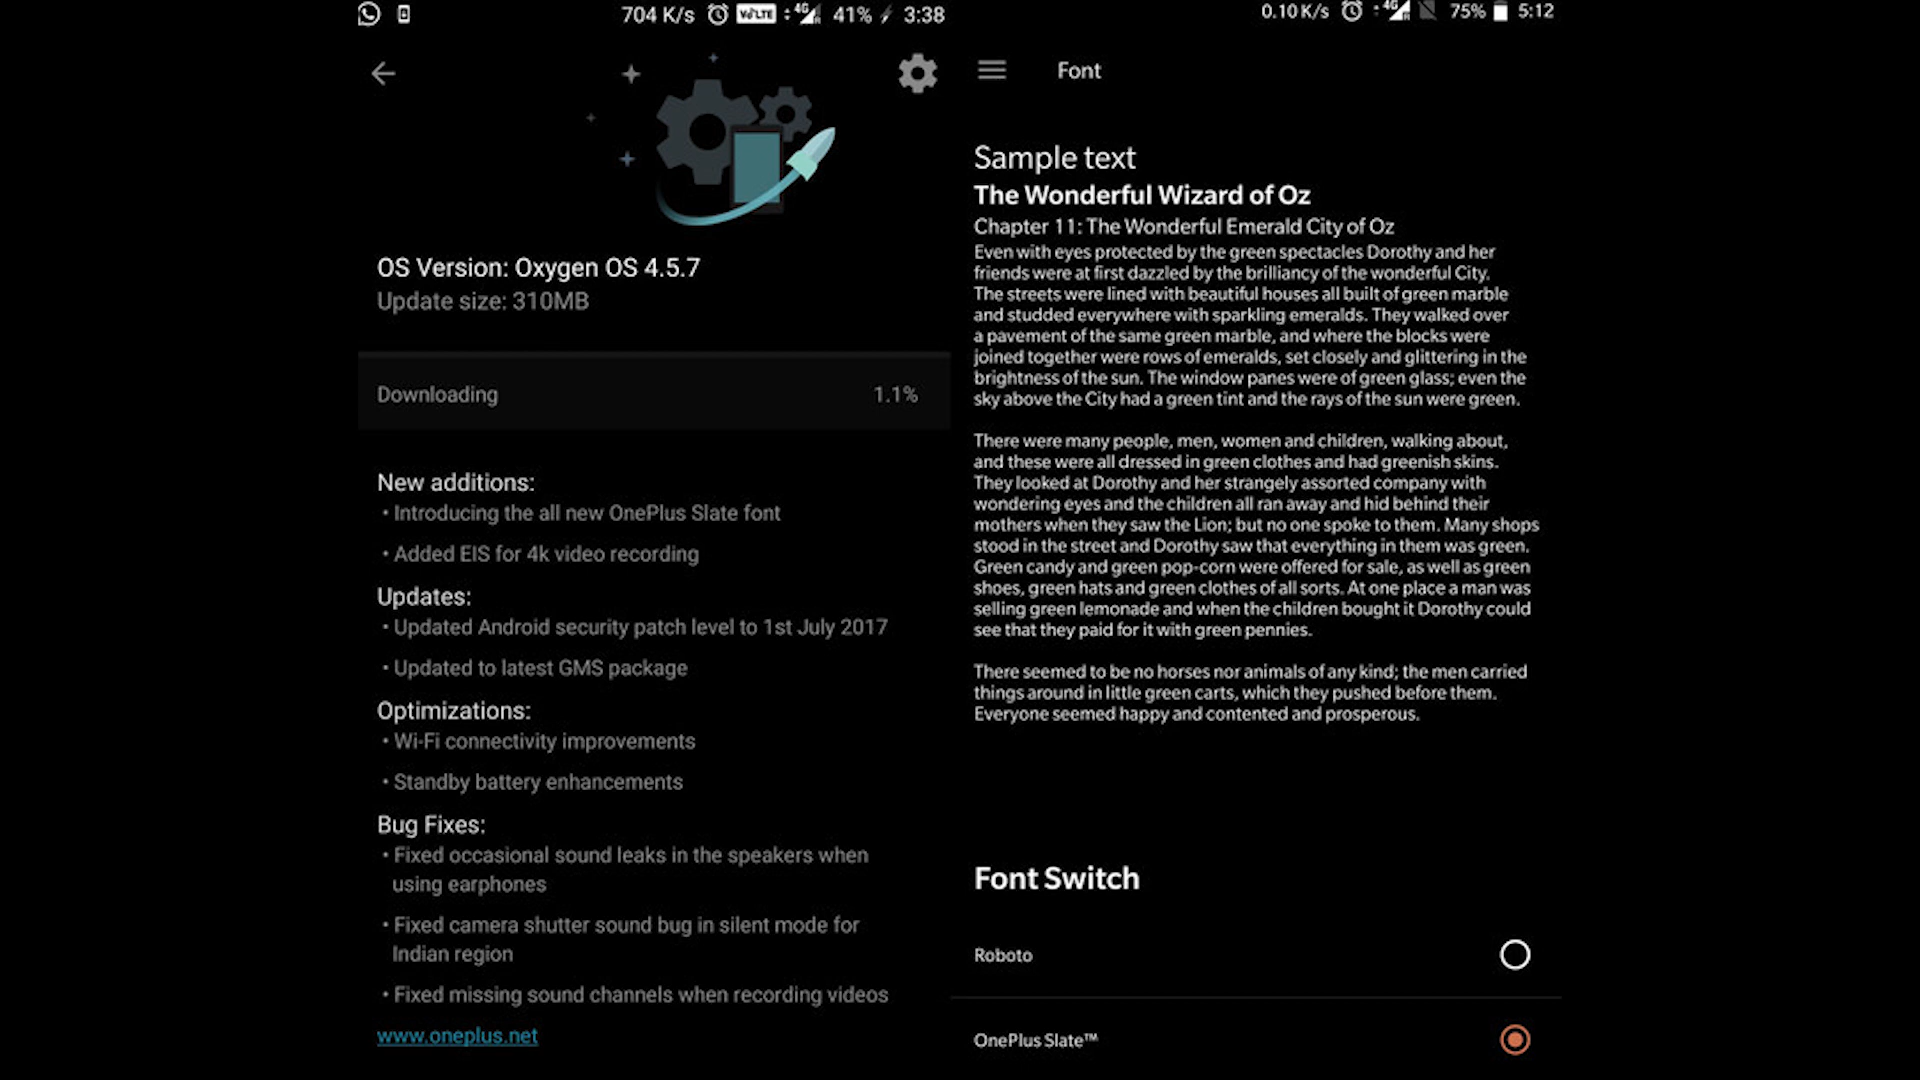 704 K/s VoLTE 4G 41% 3:38
OS Version: Oxygen OS 4.5.7
Update size: 310MB
Downloading 1.1%
New additions:
• Introducing the all new OnePlus Slate font
• Added EIS for 4k video recording
Updates:
• Updated Android security patch level to 1st July 2017
• Updated to latest GMS package
Optimizations:
• Wi-Fi connectivity improvements
• Standby battery enhancements
Bug Fixes:
• Fixed occasional sound leaks in the speakers when
using earphones
• Fixed camera shutter sound bug in silent mode for
Indian region
• Fixed missing sound channels when recording videos
www.oneplus.net
0.10 K/s 4G 75% 5:12
Font
Sample text
The Wonderful Wizard of Oz
Chapter 11: The Wonderful Emerald City of Oz
Even with eyes protected by the green spectacles Dorothy and her
friends were at first dazzled by the brilliancy of the wonderful City.
The streets were lined with beautiful houses all built of green marble
and studded everywhere with sparkling emeralds. They walked over
a pavement of the same green marble, and where the blocks were
joined together were rows of emeralds, set closely and glittering in the
brightness of the sun. The window panes were of green glass; even the
sky above the City had a green tint and the rays of the sun were green.
There were many people, men, women and children, walking about,
and these were all dressed in green clothes and had greenish skins.
They looked at Dorothy and her strangely assorted company with
wondering eyes and the children all ran away and hid behind their
mothers when they saw the Lion; but no one spoke to them. Many shops
stood in the street and Dorothy saw that everything in them was green.
Green candy and green pop-corn were offered for sale, as well as green
shoes, green hats and green clothes of all sorts. At one place a man was
selling green lemonade and when the children bought it Dorothy could
see that they paid for it with green pennies.
There seemed to be no horses nor animals of any kind; the men carried
things around in little green carts, which they pushed before them.
Everyone seemed happy and contented and prosperous.
Font Switch
Roboto
OnePlus Slate™